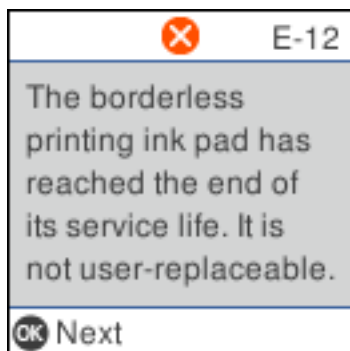 E-12
The borderless
printing ink pad has
reached the end of
its service life. It is
not user-replaceable.
OK Next